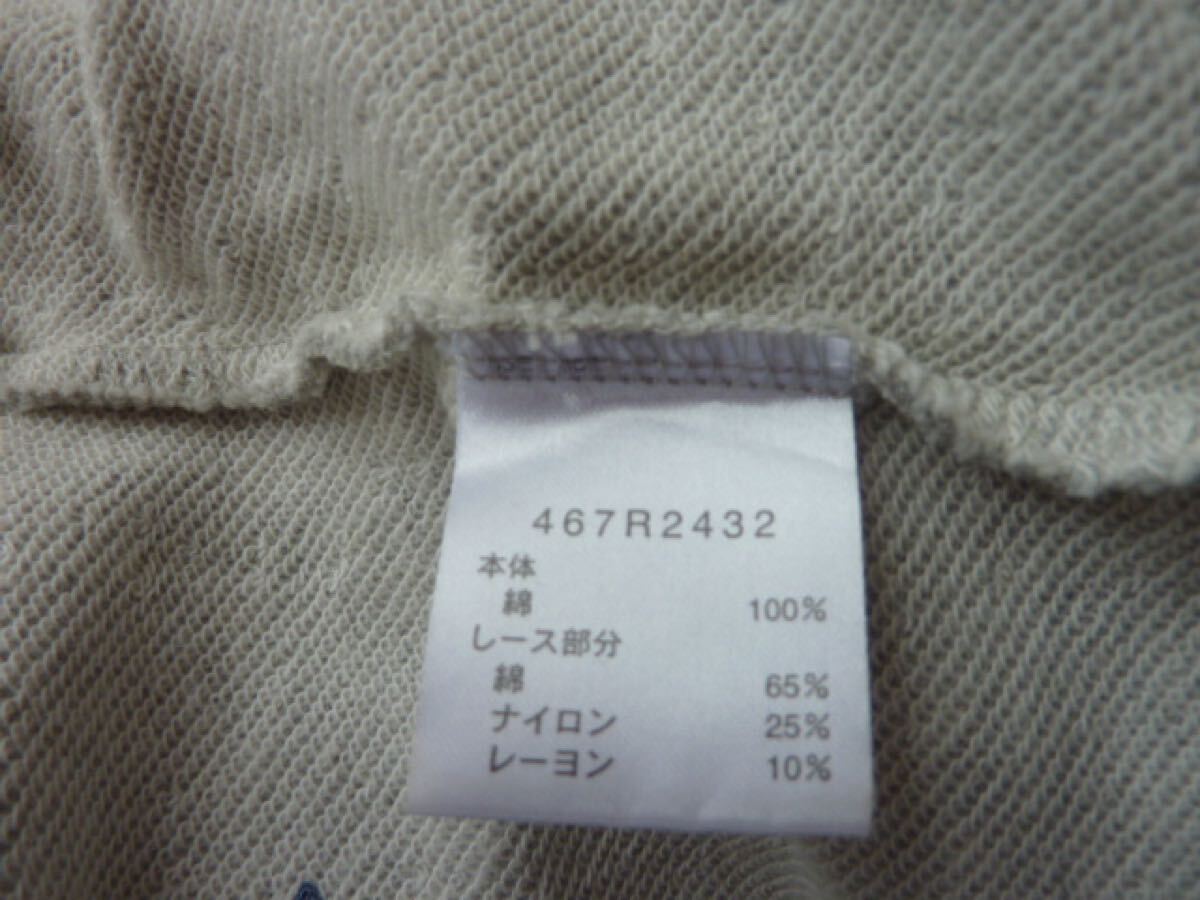 467R2432
本体
綿 100%
レース部分
綿 65%
ナイロン 25%
レーヨン 10%